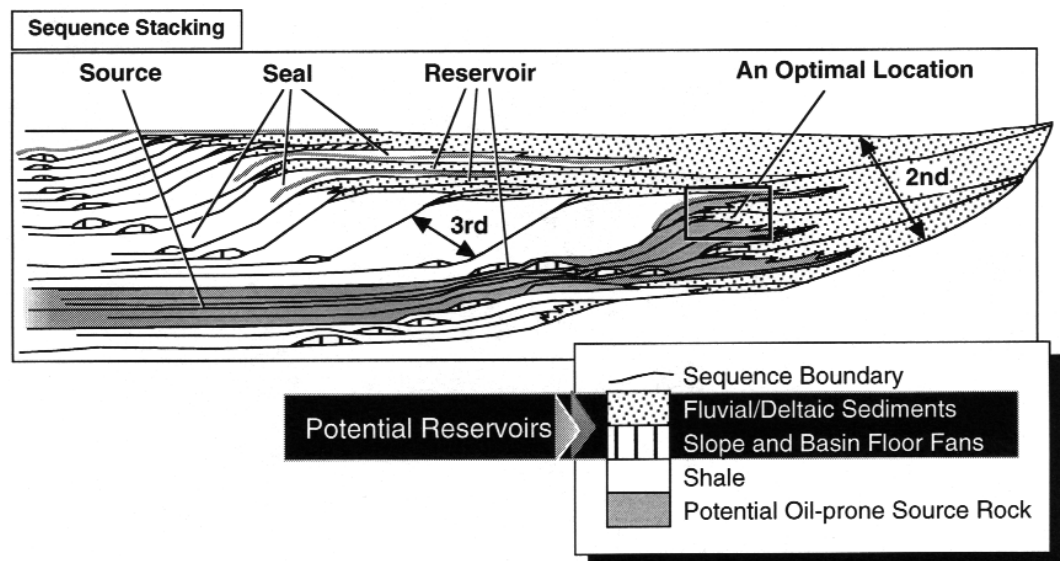 Sequence Stacking
Source
Seal
Reservoir
An Optimal Location
2nd
3rd
Sequence Boundary
Potential Reservoirs
Fluvial/Deltaic Sediments
Slope and Basin Floor Fans
Shale
Potential Oil-prone Source Rock